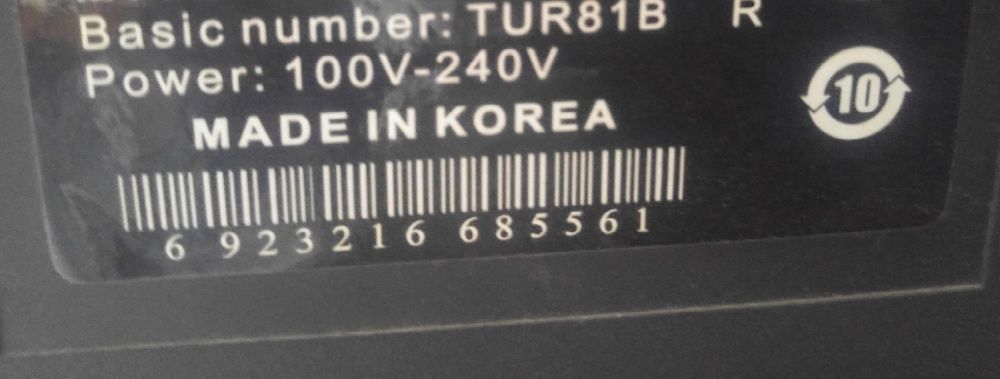 Basic number: TUR81B R
Power: 100V-240V
10
MADE IN KOREA
6 923216 685561